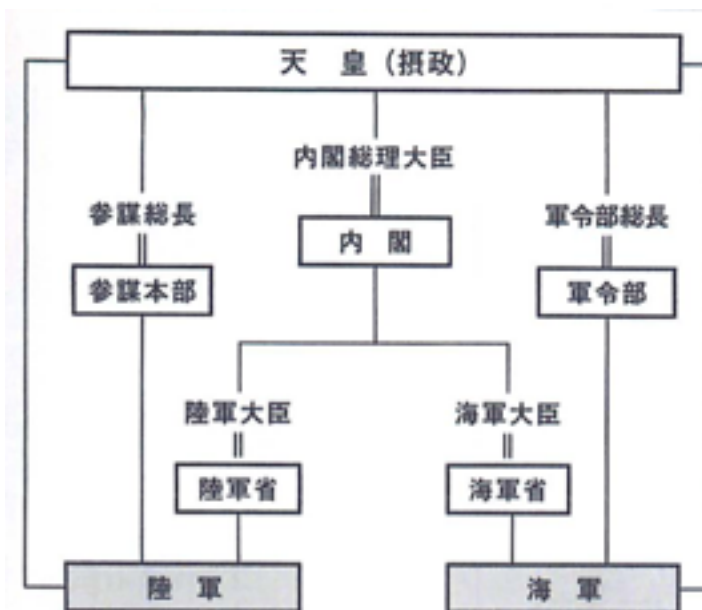 天皇（摂政）
内閣総理大臣
参謀総長
軍令部総長
内閣
参謀本部
軍令部
陸軍大臣
海軍大臣
陸軍省
海軍省
陸軍
海軍